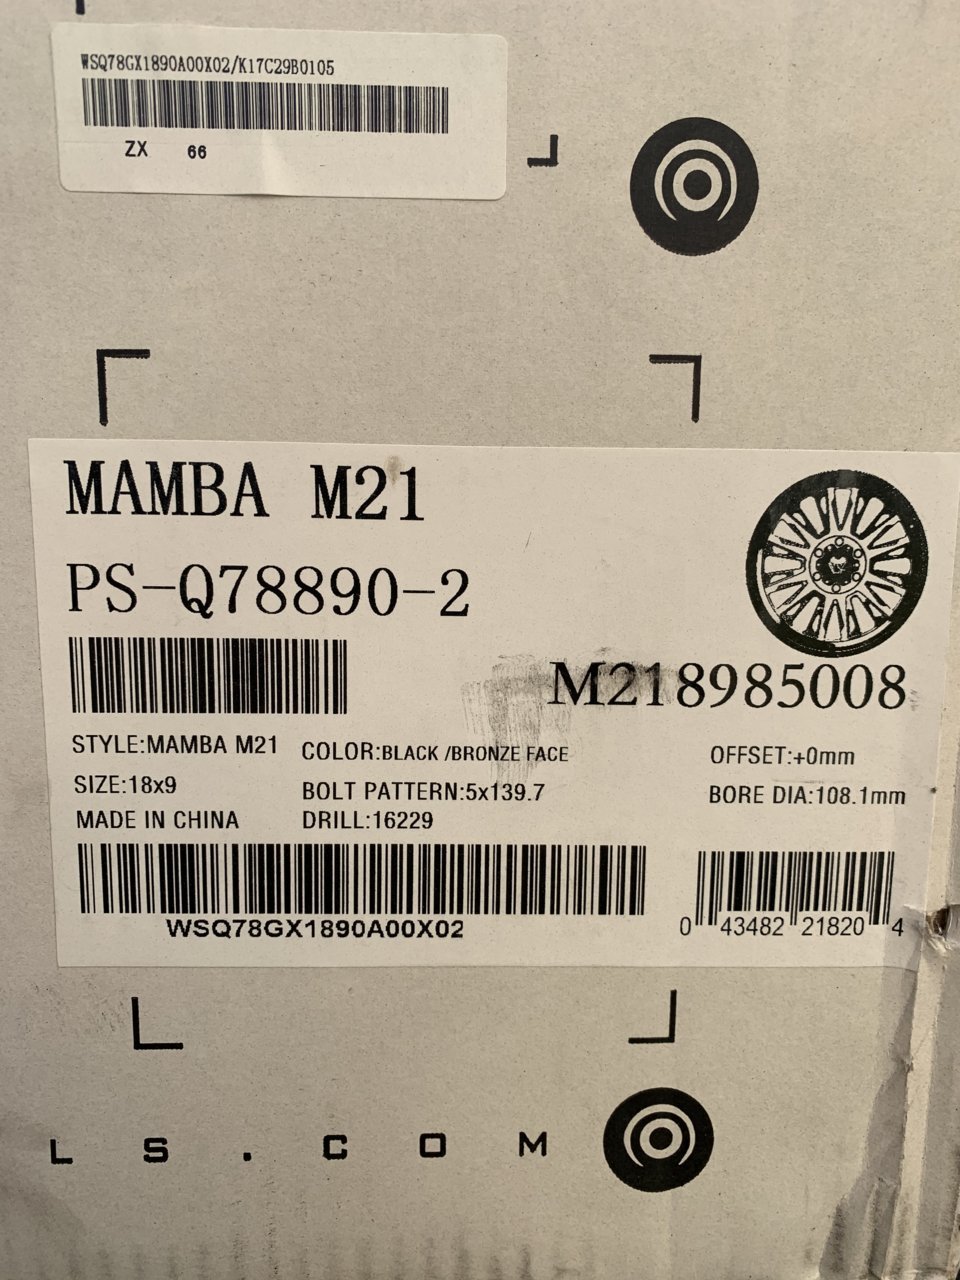 WSQ78GX1890A00X02/K17C29B0105
ZX 66
MAMBA M21
PS-Q78890-2
M218985008
STYLE:MAMBA M21 COLOR:BLACK /BRONZE FACE OFFSET:+0mm
SIZE:18x9 BOLT PATTERN:5x139.7 BORE DIA:108.1mm
MADE IN CHINA DRILL:16229
WSQ78GX1890A00X02 0 43482 21820 4
LS.COM